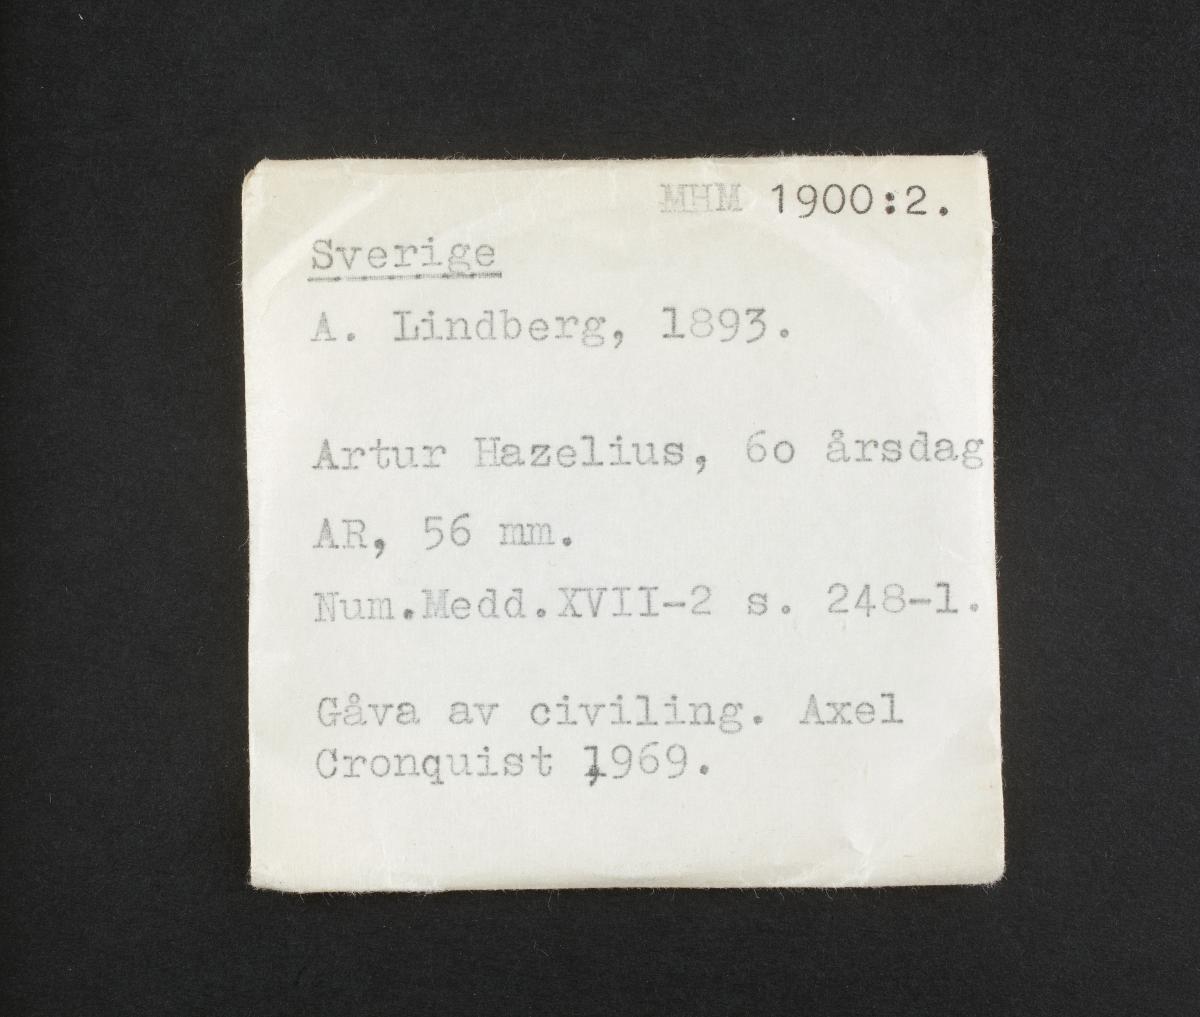 MHM 1900:2.
Sverige
A. Lindberg, 1893.
Artur Hazelius, 6o årsdag
AR, 56 mm.
Num.Medd.XVII-2 s. 248-1.
Gåva av civiling. Axel
Cronquist 1969.